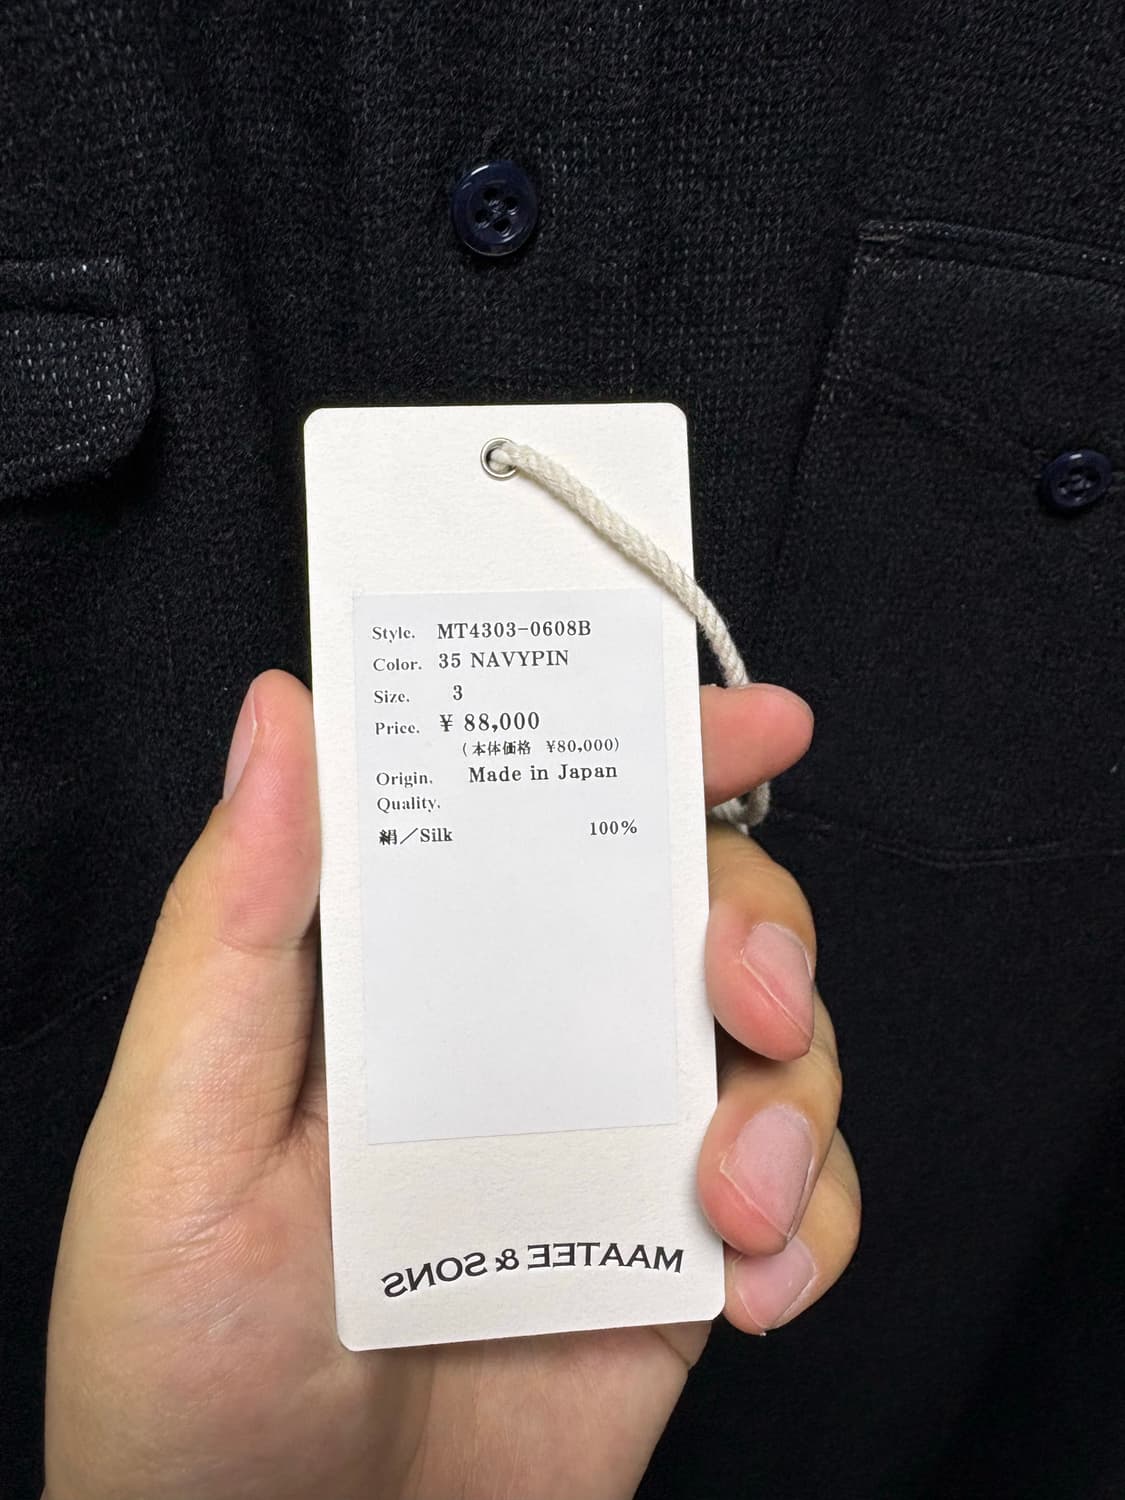 Style. MT4303-0608B
Color. 35 NAVYPIN
Size. 3
Price. ¥ 88,000
(本体価格 ¥80,000)
Origin. Made in Japan
Quality.
絹／Silk 100%
MAATEE & SONS